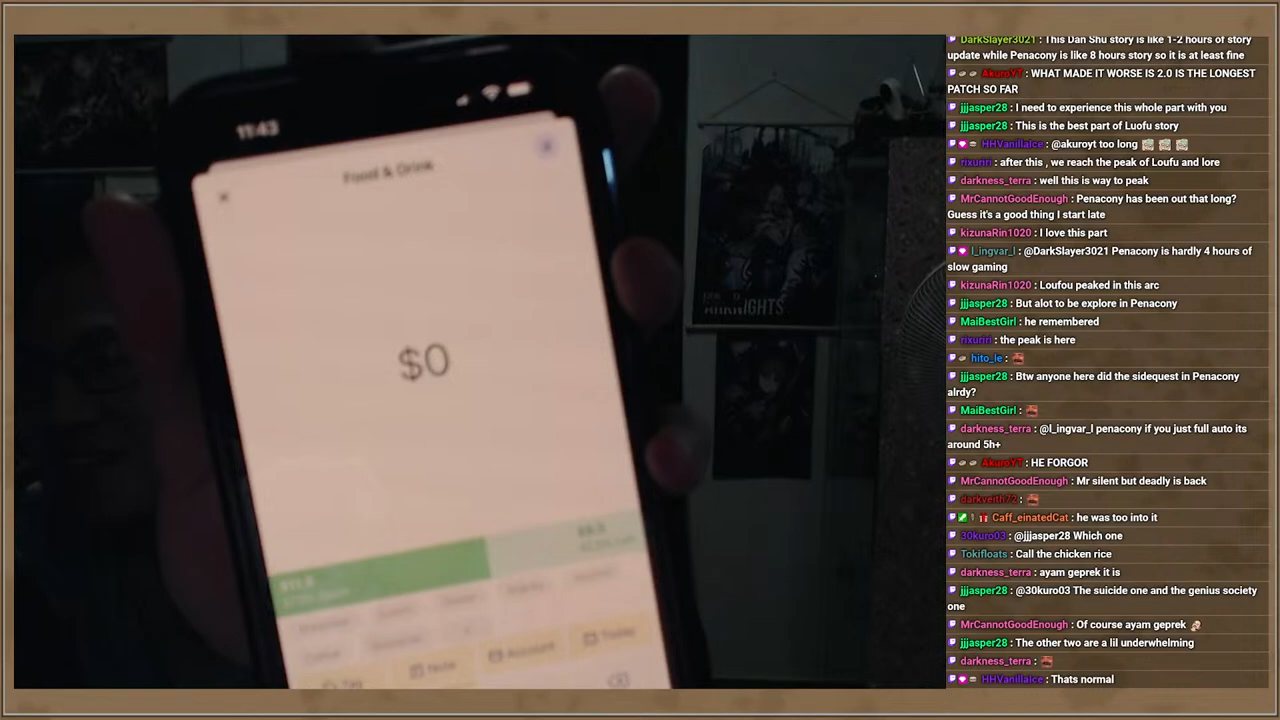 11:43
Food & Drink
$0
Note
Account
Today
IGHTS
DarkSlayer3021 : This Dan Shu story is like 1-2 hours of story
update while Penacony is like 8 hours story so it is at least fine
AkuroYT : WHAT MADE IT WORSE IS 2.0 IS THE LONGEST
PATCH SO FAR
jjjasper28 : I need to experience this whole part with you
jjjasper28 : This is the best part of Luofu story
HHVanillaIce : @akuroyt too long
rixuriri : after this , we reach the peak of Loufu and lore
darkness_terra : well this is way to peak
MrCannotGoodEnough : Penacony has been out that long?
Guess it's a good thing I start late
kizunaRin1020 : I love this part
l_ingvar_l : @DarkSlayer3021 Penacony is hardly 4 hours of
slow gaming
kizunaRin1020 : Loufou peaked in this arc
jjjasper28 : But alot to be explore in Penacony
MaiBestGirl : he remembered
rixuriri : the peak is here
hito_le :
jjjasper28 : Btw anyone here did the sidequest in Penacony
alrdy?
MaiBestGirl :
darkness_terra : @l_ingvar_l penacony if you just full auto its
around 5h+
AkuroYT : HE FORGOR
MrCannotGoodEnough : Mr silent but deadly is back
darkveith72 :
Caff_einatedCat : he was too into it
30kuro03 : @jjjasper28 Which one
Tokifloats : Call the chicken rice
darkness_terra : ayam geprek it is
jjjasper28 : @30kuro03 The suicide one and the genius society
one
MrCannotGoodEnough : Of course ayam geprek
jjjasper28 : The other two are a lil underwhelming
darkness_terra :
HHVanillaIce : Thats normal